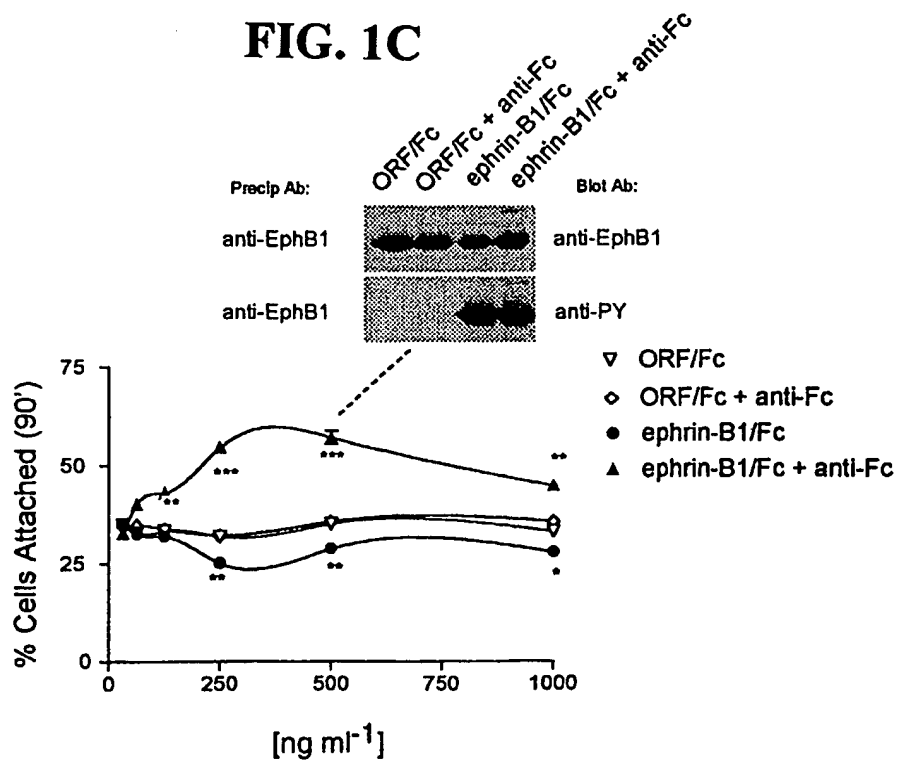 FIG. 1C
ORF/Fc
ORF/Fc + anti-Fc
ephrin-B1/Fc
ephrin-B1/Fc + anti-Fc
Precip Ab:
Blot Ab:
anti-EphB1
anti-EphB1
anti-EphB1
anti-PY
ORF/Fc
ORF/Fc + anti-Fc
ephrin-B1/Fc
ephrin-B1/Fc + anti-Fc
% Cells Attached (90')
75
50
25
0
**
***
***
**
**
**
*
0
250
500
750
1000
[ng ml⁻¹]